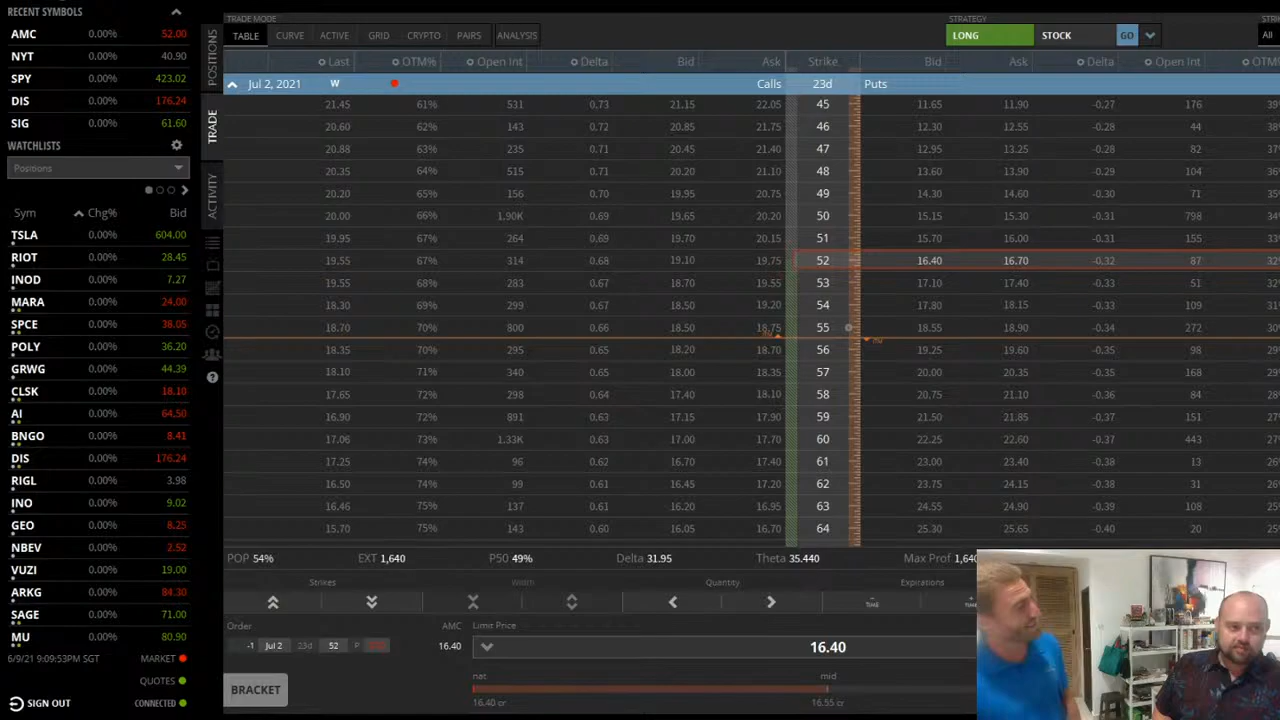 RECENT SYMBOLS
AMC 0.00% 52.00
NYT 0.00% 40.90
SPY 0.00% 423.02
DIS 0.00% 176.24
SIG 0.00% 61.60
WATCHLISTS
Positions
Sym Chg% Bid
TSLA 0.00% 604.00
RIOT 0.00% 28.45
INOD 0.00% 7.27
MARA 0.00% 24.00
SPCE 0.00% 38.05
POLY 0.00% 36.20
GRWG 0.00% 44.39
CLSK 0.00% 18.10
AI 0.00% 64.50
BNGO 0.00% 8.41
DIS 0.00% 176.24
RIGL 0.00% 3.98
INO 0.00% 9.02
GEO 0.00% 8.25
NBEV 0.00% 2.52
VUZI 0.00% 19.00
ARKG 0.00% 84.30
SAGE 0.00% 71.00
MU 0.00% 80.90
6/9/21 9:09:53PM SGT MARKET
QUOTES
SIGN OUT CONNECTED
POSITIONS
TRADE
ACTIVITY
TRADE MODE
TABLE CURVE ACTIVE GRID CRYPTO PAIRS ANALYSIS
STRATEGY
LONG STOCK GO
All
Last OTM% Open Int Delta Bid Ask Strike Bid Ask Delta Open Int
Jul 2, 2021 W Calls 23d Puts
21.45 61% 531 0.73 21.15 22.05 45 11.65 11.90 -0.27 176
20.60 62% 143 0.72 20.85 21.75 46 12.30 12.55 -0.28 44
20.88 63% 235 0.71 20.45 21.40 47 12.95 13.25 -0.28 82
20.35 64% 515 0.71 20.20 21.10 48 13.60 13.90 -0.29 104
20.20 65% 156 0.70 19.95 20.75 49 14.30 14.60 -0.30 71
20.00 66% 1.90K 0.69 19.65 20.20 50 15.15 15.30 -0.31 798
19.95 67% 264 0.69 19.70 20.15 51 15.70 16.00 -0.31 155
19.55 67% 314 0.68 19.10 19.75 52 16.40 16.70 -0.32 87
19.55 68% 283 0.67 18.70 19.55 53 17.10 17.40 -0.33 51
18.30 69% 299 0.67 18.50 19.20 54 17.80 18.15 -0.33 109
18.70 70% 800 0.66 18.50 18.75 55 18.55 18.90 -0.34 272
ITM ITM
18.35 70% 295 0.65 18.20 18.70 56 19.25 19.60 -0.35 98
18.10 71% 340 0.65 18.00 18.35 57 20.00 20.35 -0.35 168
17.65 72% 298 0.64 17.40 18.10 58 20.75 21.10 -0.36 84
16.90 72% 891 0.63 17.15 17.90 59 21.50 21.85 -0.37 151
17.06 73% 1.33K 0.63 17.00 17.70 60 22.25 22.60 -0.37 443
17.25 74% 96 0.62 16.70 17.40 61 23.00 23.40 -0.38 13
16.50 74% 99 0.61 16.45 17.20 62 23.75 24.15 -0.38 31
16.46 75% 137 0.61 16.20 16.95 63 24.55 24.90 -0.39 108
15.70 75% 143 0.60 16.05 16.70 64 25.30 25.65 -0.40 20
POP 54% EXT 1,640 P50 49% Delta 31.95 Theta 35.440 Max Prof 1,640
Strikes Width Quantity Expirations
TIME TIME
Order AMC Limit Price
-1 Jul 2 23d 52 P 16.40 16.40
BRACKET
nat mid
16.40 cr 16.55 cr